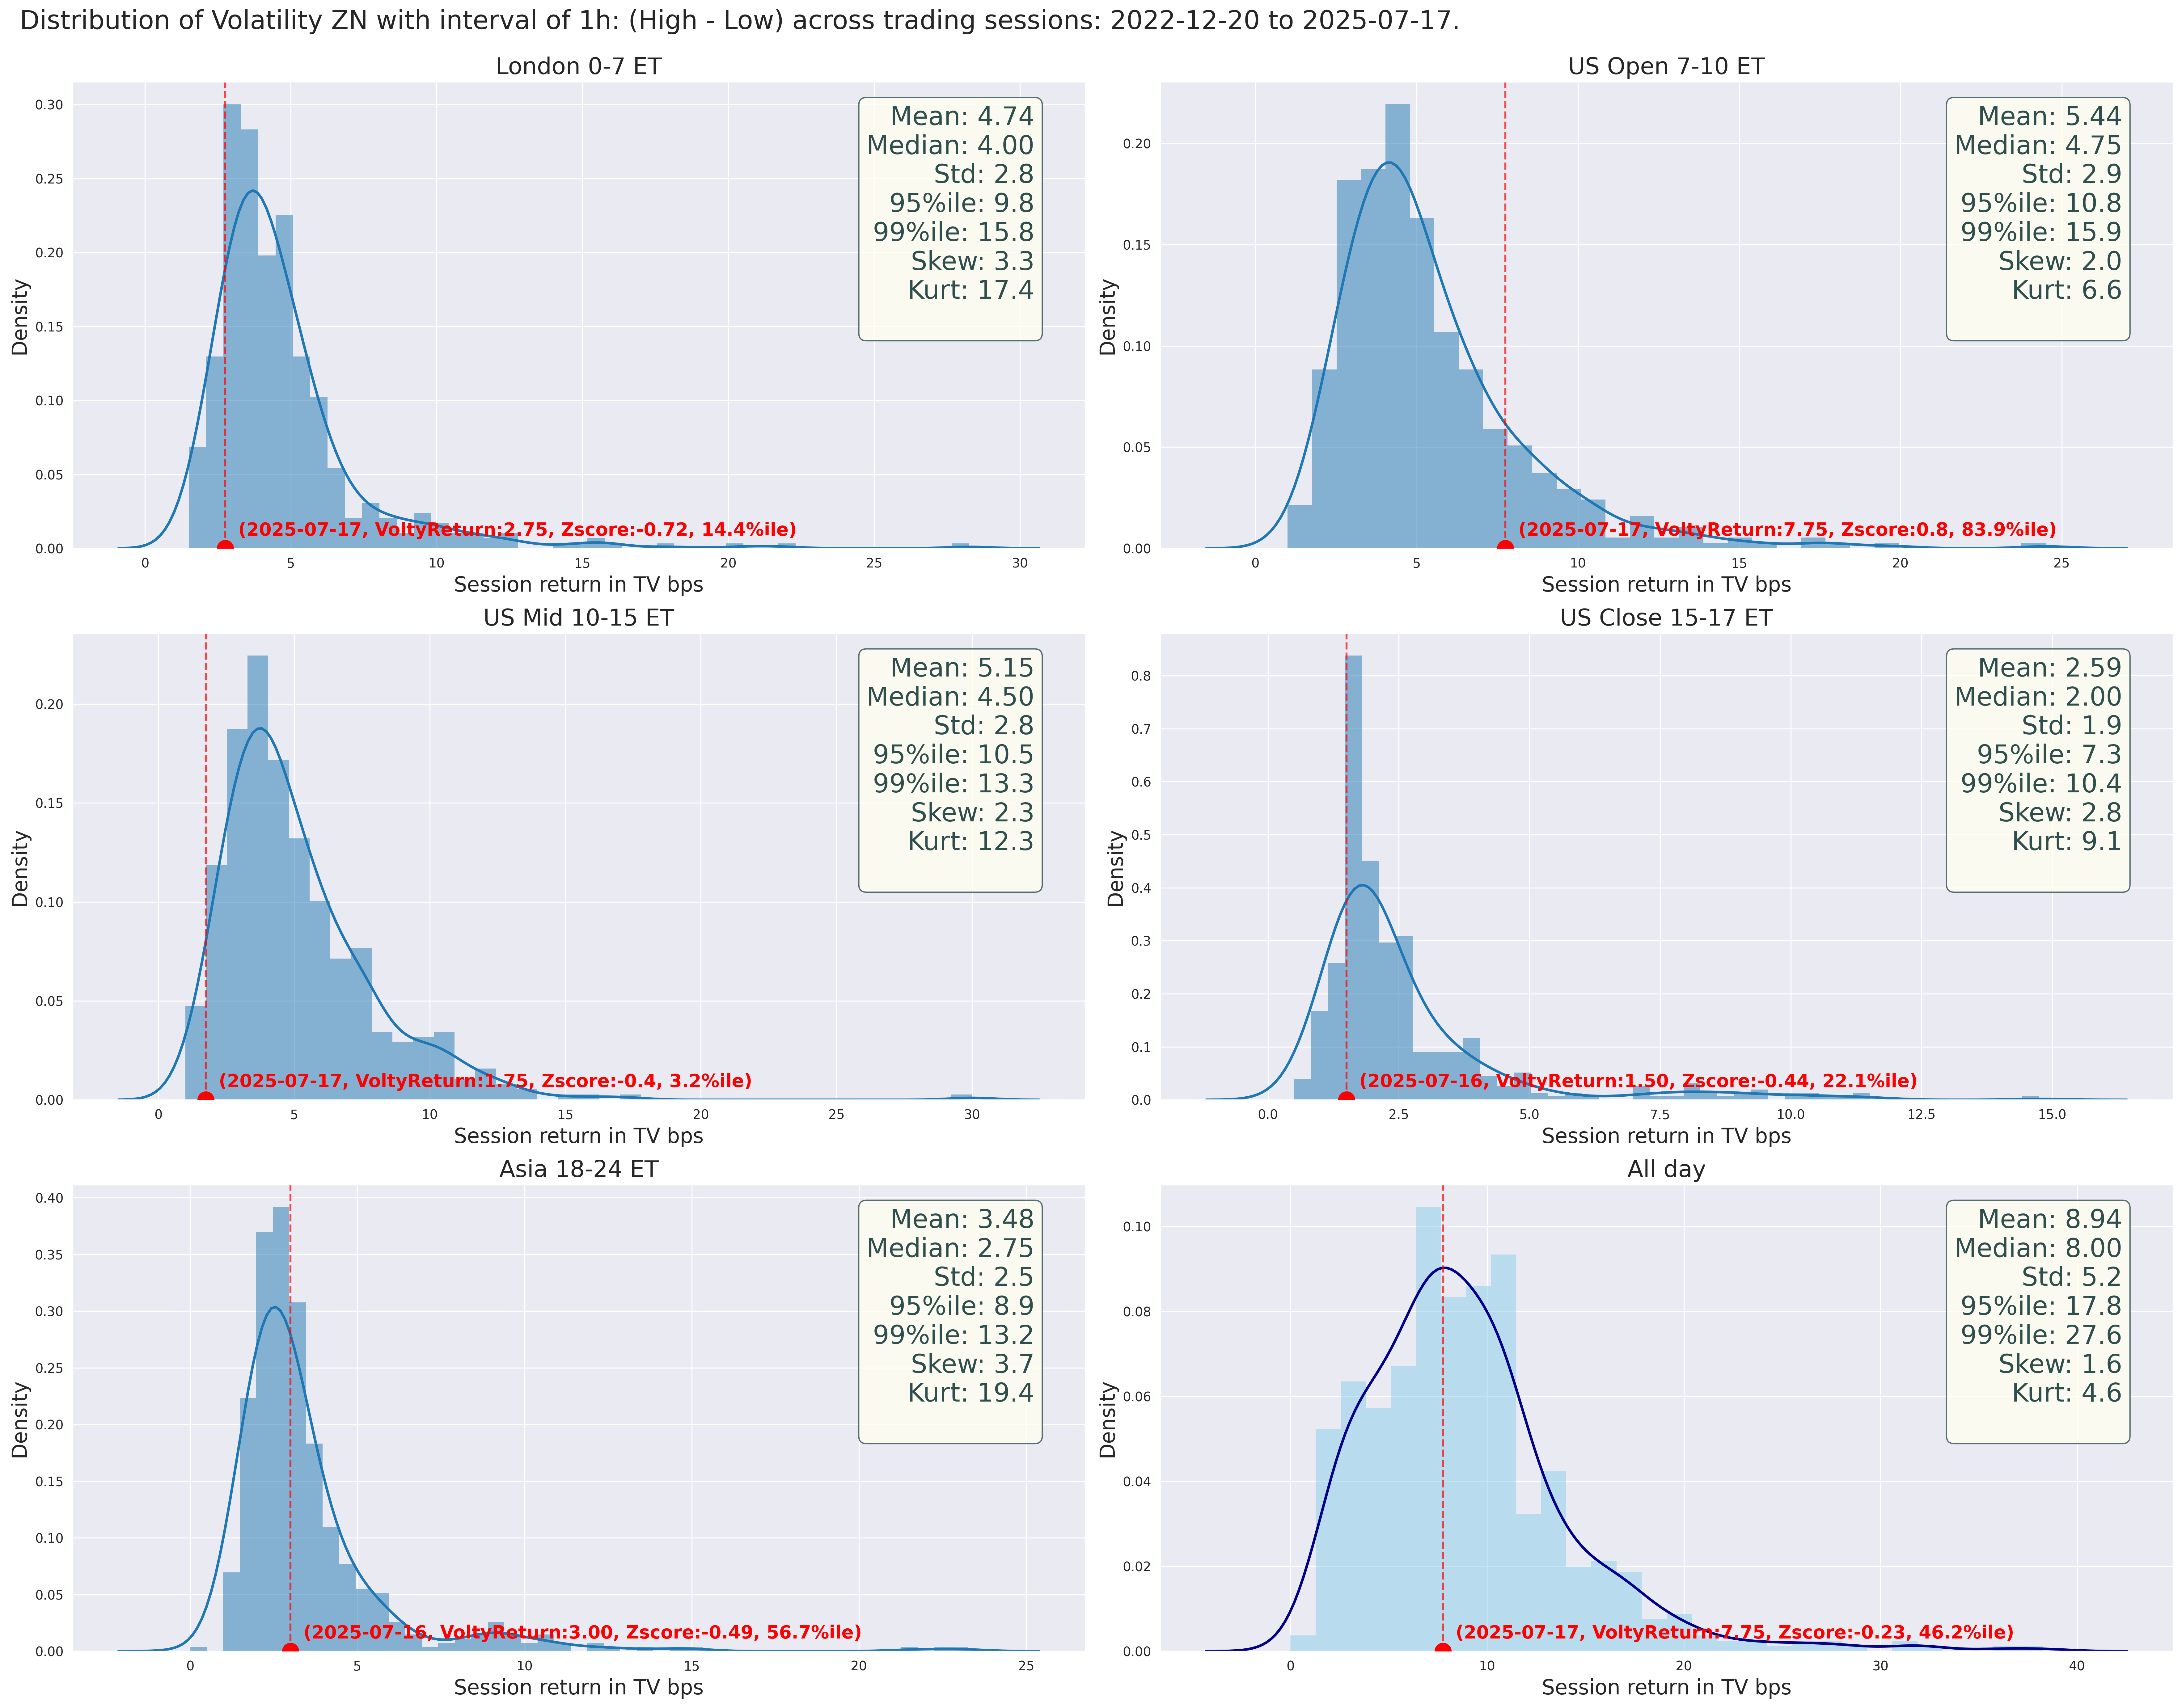 Distribution of Volatility ZN with interval of 1h: (High - Low) across trading sessions: 2022-12-20 to 2025-07-17.
London 0-7 ET
Density
0.30
0.25
0.20
0.15
0.10
0.05
0.00
Mean: 4.74
Median: 4.00
Std: 2.8
95%ile: 9.8
99%ile: 15.8
Skew: 3.3
Kurt: 17.4
(2025-07-17, VoltyReturn:2.75, Zscore:-0.72, 14.4%ile)
0 5 10 15 20 25 30
Session return in TV bps
US Open 7-10 ET
Density
0.20
0.15
0.10
0.05
0.00
Mean: 5.44
Median: 4.75
Std: 2.9
95%ile: 10.8
99%ile: 15.9
Skew: 2.0
Kurt: 6.6
(2025-07-17, VoltyReturn:7.75, Zscore:0.8, 83.9%ile)
0 5 10 15 20 25
Session return in TV bps
US Mid 10-15 ET
Density
0.20
0.15
0.10
0.05
0.00
Mean: 5.15
Median: 4.50
Std: 2.8
95%ile: 10.5
99%ile: 13.3
Skew: 2.3
Kurt: 12.3
(2025-07-17, VoltyReturn:1.75, Zscore:-0.4, 3.2%ile)
0 5 10 15 20 25 30
Session return in TV bps
US Close 15-17 ET
Density
0.8
0.7
0.6
0.5
0.4
0.3
0.2
0.1
0.0
Mean: 2.59
Median: 2.00
Std: 1.9
95%ile: 7.3
99%ile: 10.4
Skew: 2.8
Kurt: 9.1
(2025-07-16, VoltyReturn:1.50, Zscore:-0.44, 22.1%ile)
0.0 2.5 5.0 7.5 10.0 12.5 15.0
Session return in TV bps
Asia 18-24 ET
Density
0.40
0.35
0.30
0.25
0.20
0.15
0.10
0.05
0.00
Mean: 3.48
Median: 2.75
Std: 2.5
95%ile: 8.9
99%ile: 13.2
Skew: 3.7
Kurt: 19.4
(2025-07-16, VoltyReturn:3.00, Zscore:-0.49, 56.7%ile)
0 5 10 15 20 25
Session return in TV bps
All day
Density
0.10
0.08
0.06
0.04
0.02
0.00
Mean: 8.94
Median: 8.00
Std: 5.2
95%ile: 17.8
99%ile: 27.6
Skew: 1.6
Kurt: 4.6
(2025-07-17, VoltyReturn:7.75, Zscore:-0.23, 46.2%ile)
0 10 20 30 40
Session return in TV bps